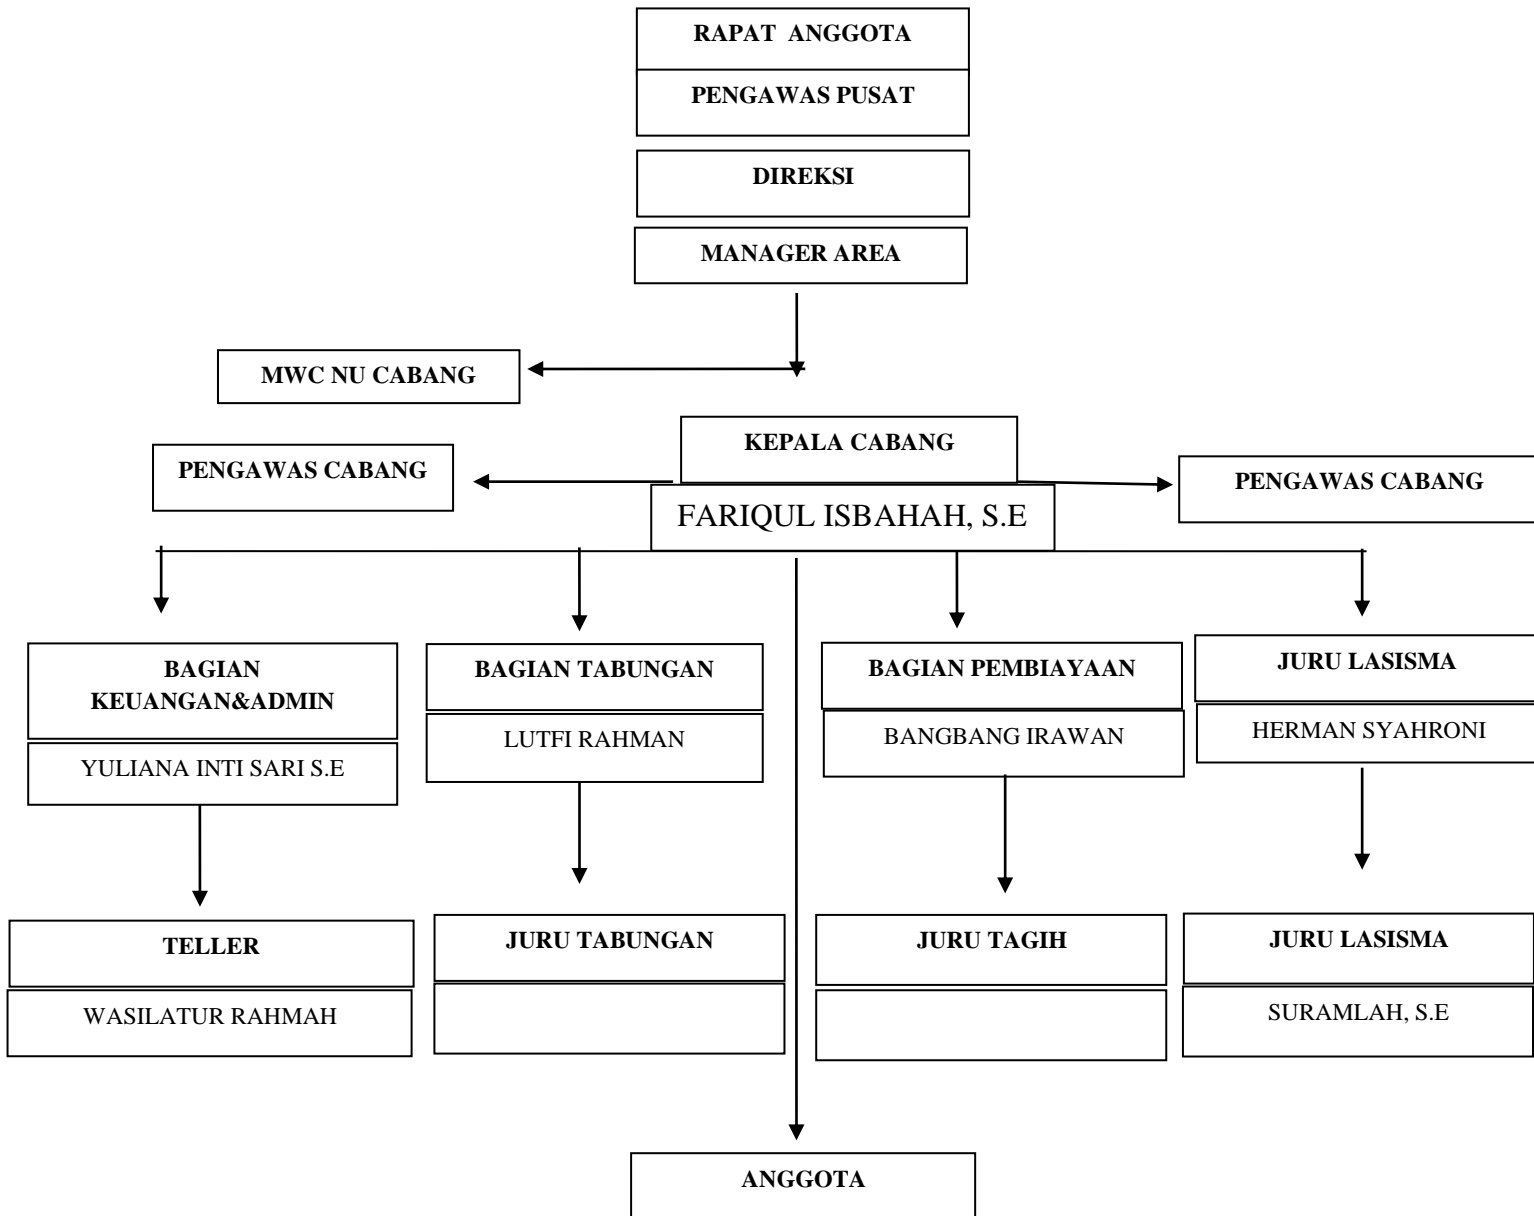 RAPAT ANGGOTA
PENGAWAS PUSAT
DIREKSI
MANAGER AREA
MWC NU CABANG
KEPALA CABANG
PENGAWAS CABANG
PENGAWAS CABANG
FARIQUL ISBAHAH, S.E
BAGIAN
KEUANGAN&ADMIN
YULIANA INTI SARI S.E
BAGIAN TABUNGAN
LUTFI RAHMAN
BAGIAN PEMBIAYAAN
BANGBANG IRAWAN
JURU LASISMA
HERMAN SYAHRONI
TELLER
WASILATUR RAHMAH
JURU TABUNGAN
JURU TAGIH
JURU LASISMA
SURAMLAH, S.E
ANGGOTA